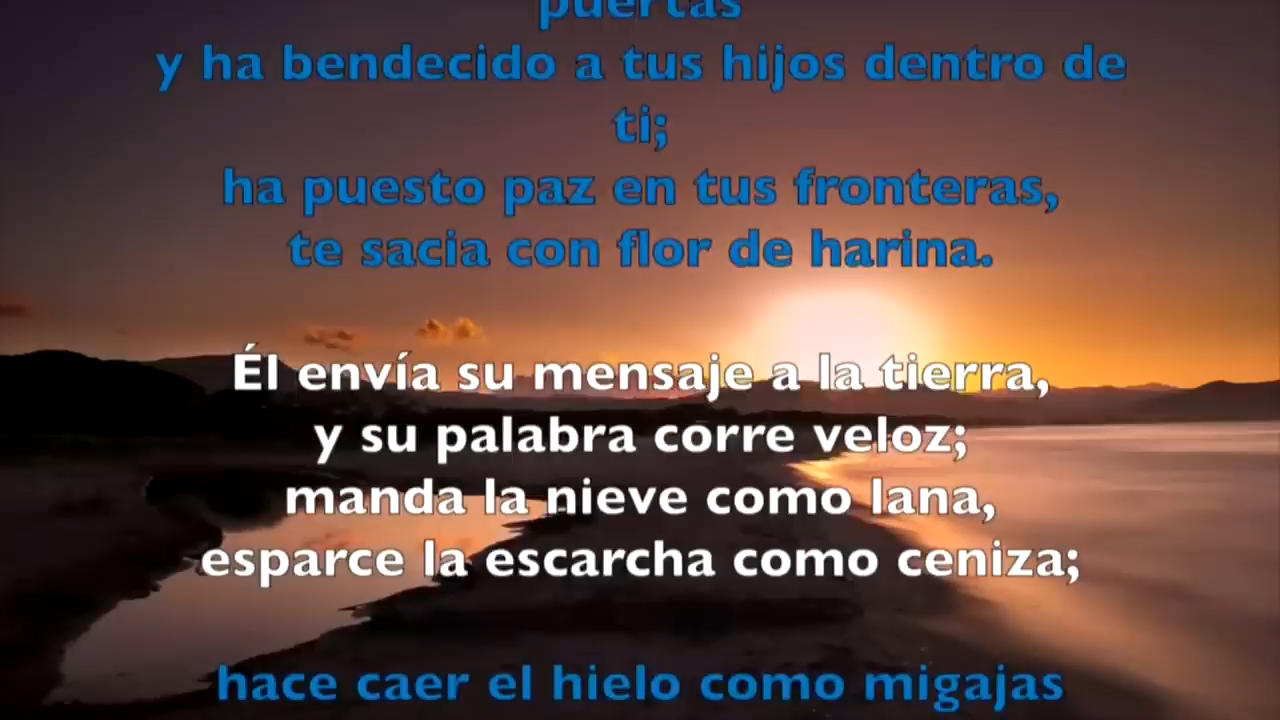 puertas
y ha bendecido a tus hijos dentro de
ti;
ha puesto paz en tus fronteras,
te sacia con flor de harina.
Él envía su mensaje a la tierra,
y su palabra corre veloz;
manda la nieve como lana,
esparce la escarcha como ceniza;
hace caer el hielo como migajas